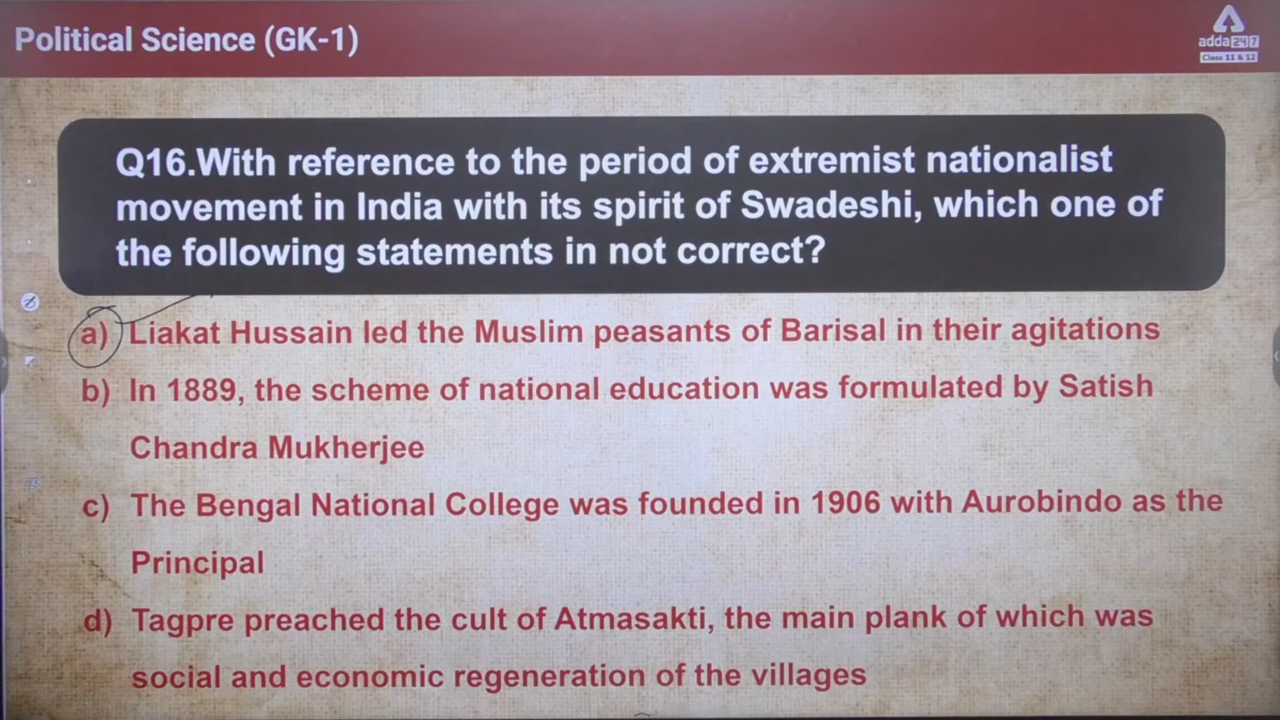 Political Science (GK-1)
adda247
Class 11 & 12
Q16.With reference to the period of extremist nationalist
movement in India with its spirit of Swadeshi, which one of
the following statements in not correct?
a) Liakat Hussain led the Muslim peasants of Barisal in their agitations
b) In 1889, the scheme of national education was formulated by Satish
Chandra Mukherjee
c) The Bengal National College was founded in 1906 with Aurobindo as the
Principal
d) Tagpre preached the cult of Atmasakti, the main plank of which was
social and economic regeneration of the villages